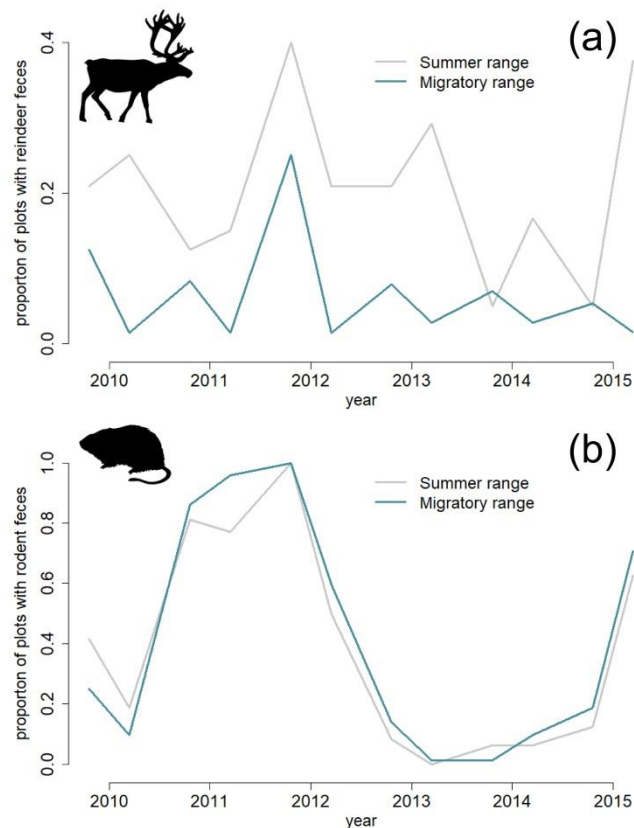 (a)
Summer range
Migratory range
proporton of plots with reindeer feces
0.4
0.2
0.0
2010 2011 2012 2013 2014 2015
year
(b)
Summer range
Migratory range
proporton of plots with rodent feces
1.0
0.8
0.6
0.4
0.2
0.0
2010 2011 2012 2013 2014 2015
year